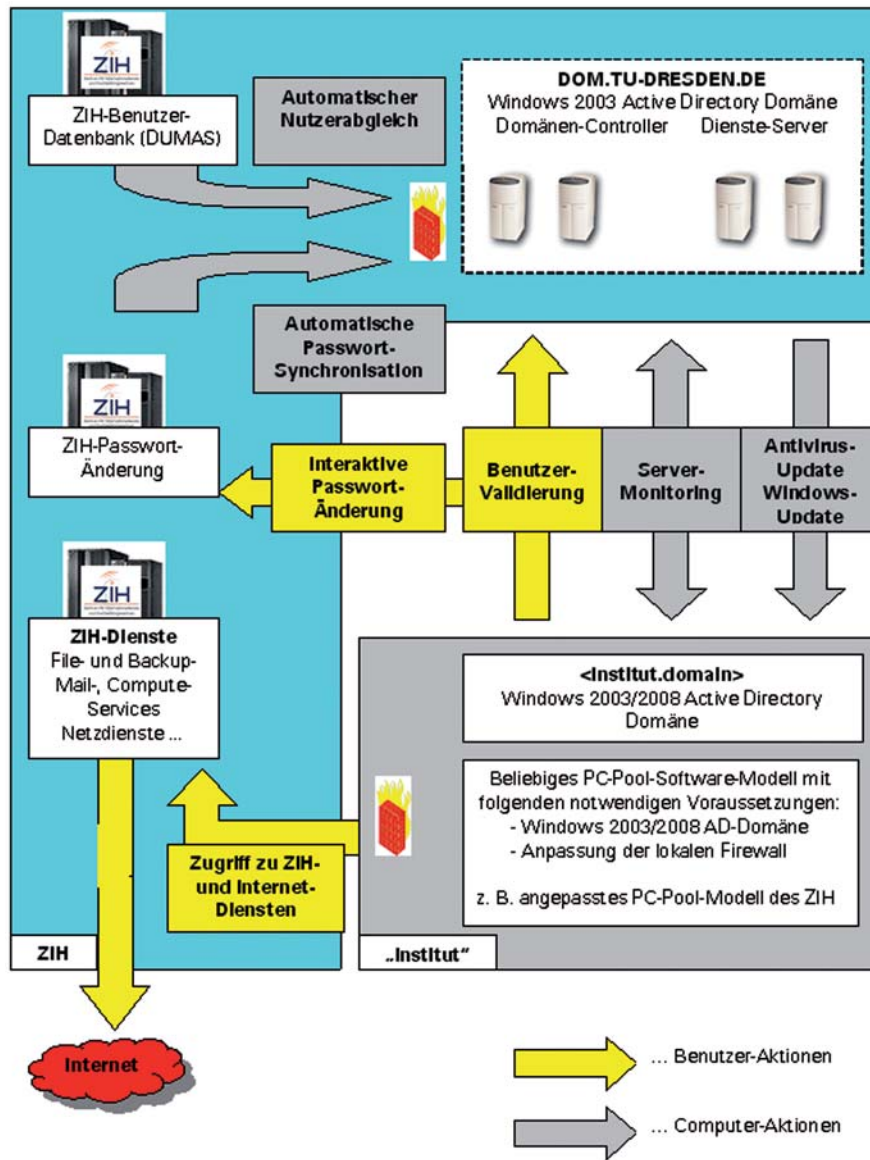 ZIH
ZIH-Benutzer-
Datenbank (DUMAS)
Automatischer
Nutzerabgleich
DOM.TU-DRESDEN.DE
Windows 2003 Active Directory Domäne
Domänen-Controller
Dienste-Server
Automatische
Passwort-
Synchronisation
ZIH
ZIH-Passwort-
Änderung
Interaktive
Passwort-
Änderung
Benutzer-
Validierung
Server-
Monitoring
Antivirus-
Update
Windows-
Update
ZIH
ZIH-Dienste
File- und Backup-
Mail-, Compute-
Services
Netzdienste ...
<Institut.domain>
Windows 2003/2008 Active Directory
Domäne
Beliebiges PC-Pool-Software-Modell mit
folgenden notwendigen Voraussetzungen:
- Windows 2003/2008 AD-Domäne
- Anpassung der lokalen Firewall
z. B. angepasstes PC-Pool-Modell des ZIH
Zugriff zu ZIH-
und Internet-
Diensten
ZIH
„Institut“
Internet
... Benutzer-Aktionen
... Computer-Aktionen